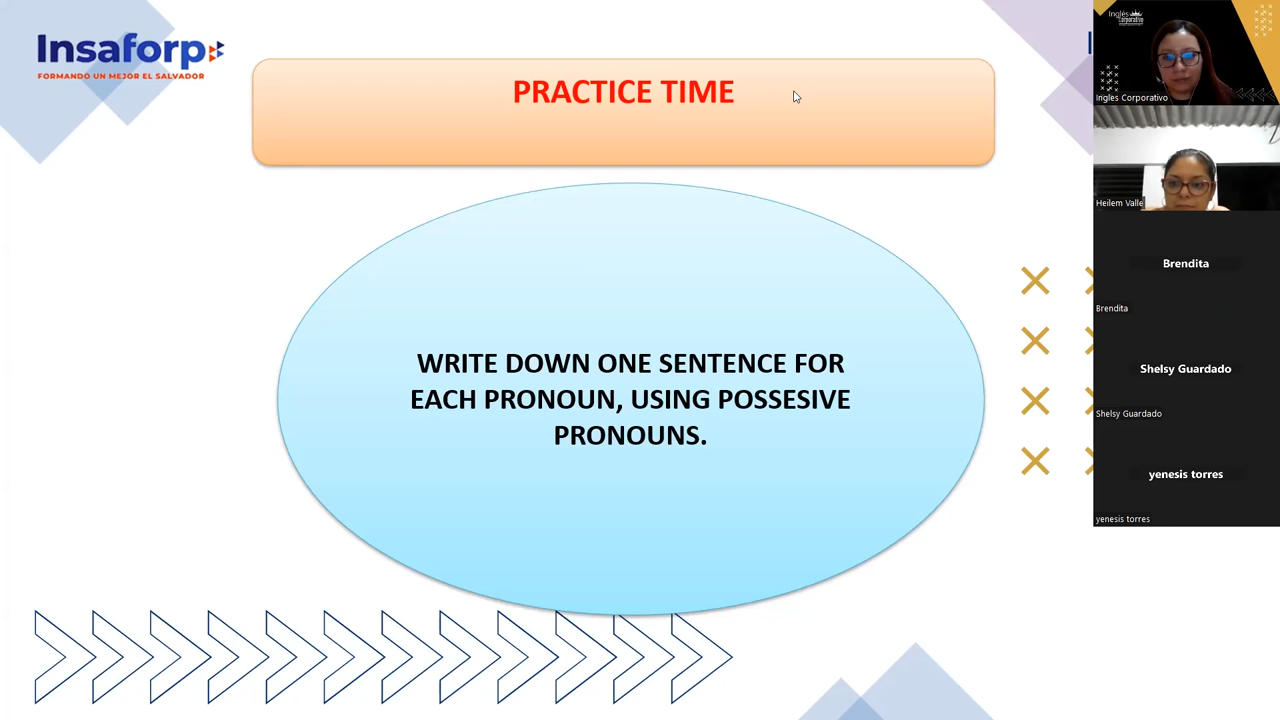 Insaforp
FORMANDO UN MEJOR EL SALVADOR
PRACTICE TIME
WRITE DOWN ONE SENTENCE FOR
EACH PRONOUN, USING POSSESIVE
PRONOUNS.
Inglés
Corporativo
Ingles Corporativo
Heilem Valle
Brendita
Brendita
Shelsy Guardado
Shelsy Guardado
yenesis torres
yenesis torres